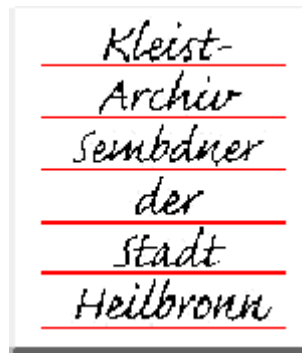 Kleist-
Archiv
Sembdner
der
Stadt
Heilbronn